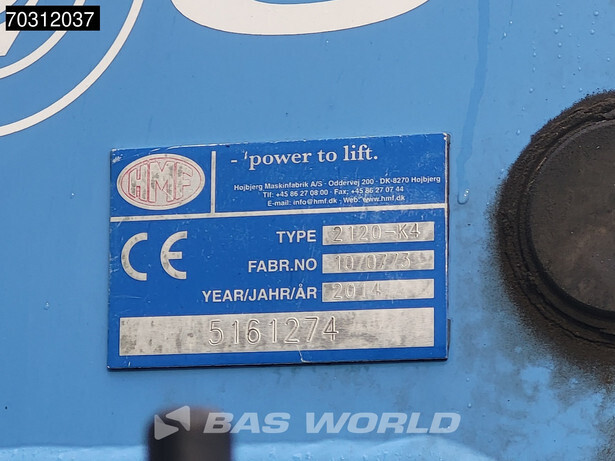 70312037
HMF
- 'power to lift.
Højbjerg Maskinfabrik A/S · Oddervej 200 · DK-8270 Højbjerg
Tlf: +45 86 27 08 00 · Fax: +45 86 27 07 44
E-mail: info@hmf.dk · Web: www.hmf.dk
CE
TYPE 2120-K4
FABR.NO
YEAR/JAHR/ÅR 2014
5161274
BAS WORLD